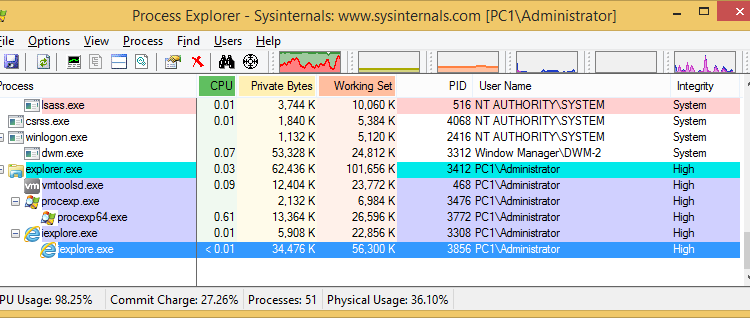 Process Explorer - Sysinternals: www.sysinternals.com [PC1\Administrator]
File Options View Process Find Users Help
Process CPU Private Bytes Working Set PID User Name Integrity
lsass.exe 0.01 3,744 K 10,060 K 516 NT AUTHORITY\SYSTEM System
csrss.exe 0.01 1,840 K 5,384 K 4068 NT AUTHORITY\SYSTEM System
winlogon.exe 1,132 K 5,120 K 2416 NT AUTHORITY\SYSTEM System
dwm.exe 0.07 53,328 K 24,812 K 3312 Window Manager\DWM-2 System
explorer.exe 0.03 62,436 K 101,656 K 3412 PC1\Administrator High
vm vmtoolsd.exe 0.09 12,404 K 23,772 K 468 PC1\Administrator High
procexp.exe 2,132 K 6,984 K 3476 PC1\Administrator High
procexp64.exe 0.61 13,364 K 26,596 K 3772 PC1\Administrator High
iexplore.exe 0.01 5,908 K 22,856 K 3308 PC1\Administrator High
iexplore.exe < 0.01 34,476 K 56,300 K 3856 PC1\Administrator High
PU Usage: 98.25% Commit Charge: 27.26% Processes: 51 Physical Usage: 36.10%